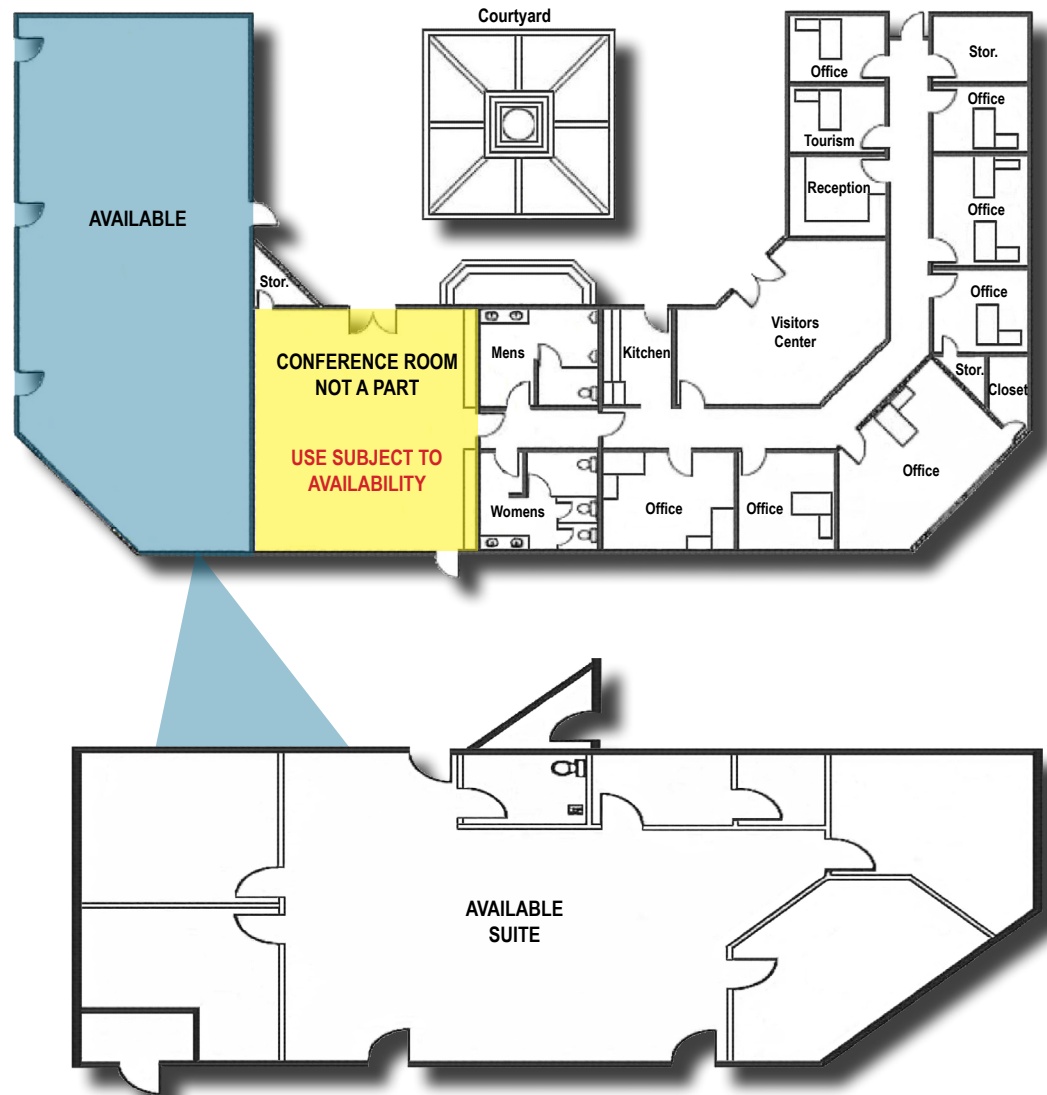 Courtyard
Office
Stor.
Office
Tourism
Reception
AVAILABLE
Office
Stor.
Office
Visitors
Center
Mens
Kitchen
CONFERENCE ROOM
NOT A PART
Stor.
Closet
USE SUBJECT TO
AVAILABILITY
Office
Womens
Office
Office
AVAILABLE
SUITE